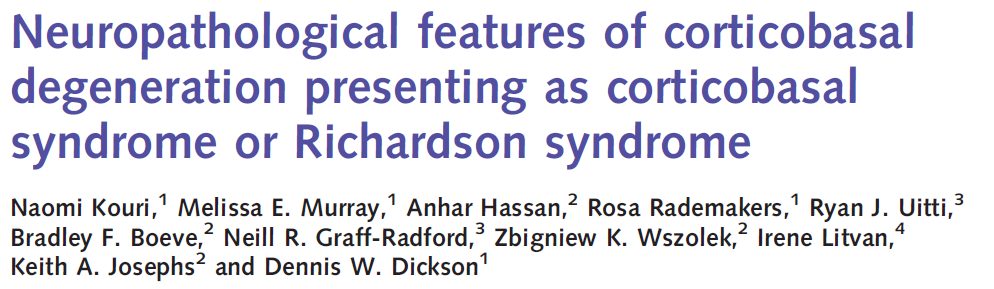 Neuropathological features of corticobasal
degeneration presenting as corticobasal
syndrome or Richardson syndrome
Naomi Kouri,¹ Melissa E. Murray,¹ Anhar Hassan,² Rosa Rademakers,¹ Ryan J. Uitti,³
Bradley F. Boeve,² Neill R. Graff-Radford,³ Zbigniew K. Wszolek,² Irene Litvan,⁴
Keith A. Josephs² and Dennis W. Dickson¹